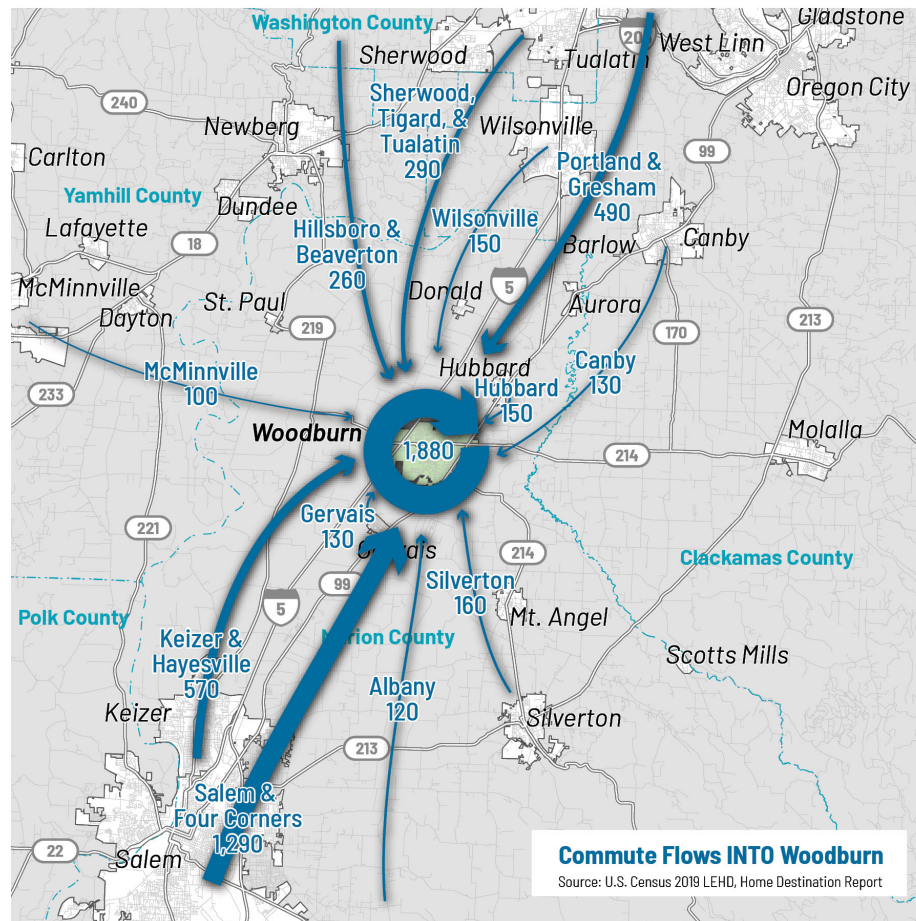 Washington County
Gladstone
20
West Linn
Sherwood
Tualatin
Oregon City
Sherwood,
Tigard, &
Tualatin
290
240
Newberg
Wilsonville
99
Carlton
Portland &
Gresham
490
Yamhill County
Dundee
Lafayette
Hillsboro &
Beaverton
260
Wilsonville
150
18
Barlow
Canby
McMinnville
Dayton
St. Paul
Donald
5
Aurora
219
170
213
Hubbard
McMinnville
100
Hubbard
150
Canby
130
233
Woodburn
1,880
Molalla
214
Gervais
130
221
Gervais
214
Clackamas County
99
Silverton
160
5
Mt. Angel
Polk County
Marion County
Keizer &
Hayesville
570
Scotts Mills
Albany
120
Keizer
Silverton
213
Salem &
Four Corners
1,290
22
Salem
Commute Flows INTO Woodburn
Source: U.S. Census 2019 LEHD, Home Destination Report